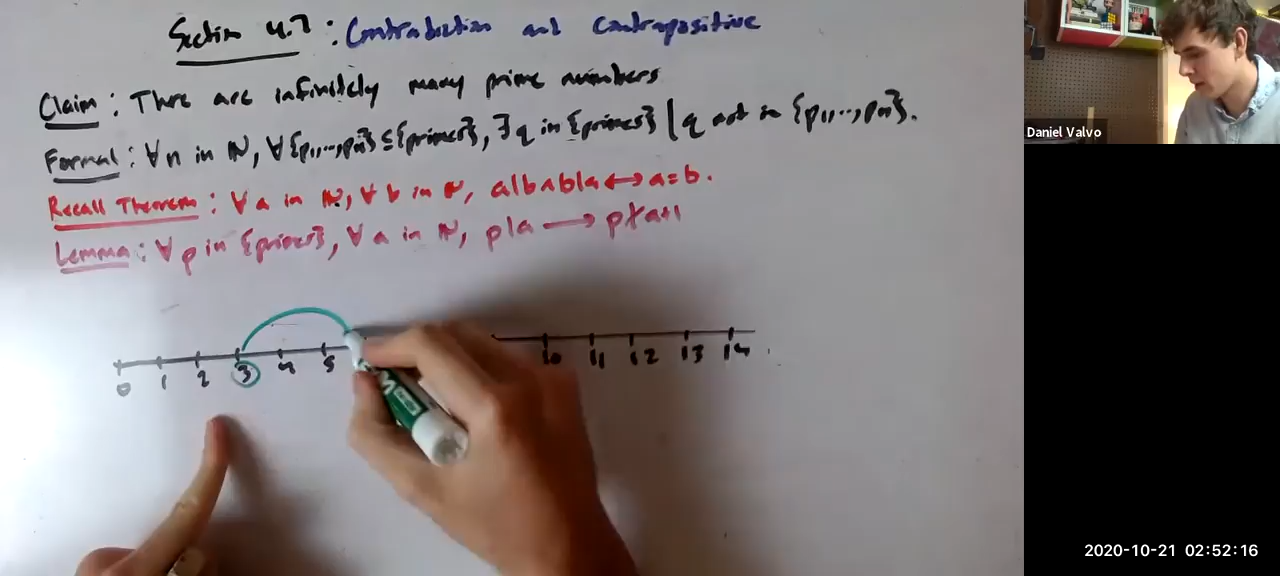 Section 4.7: Contradiction and contrapositive
Claim: There are infinitely many prime numbers
Formal: ∀n in ℕ, ∀{p₁,...,pₙ}⊆{primes}, ∃q in {primes} | q not in {p₁,...,pₙ}.
Recall Theorem: ∀a in ℕ, ∀b in ℕ, a|b∧b|a↔a=b.
Lemma: ∀p in {primes}, ∀a in ℕ, p|a → p∤a+1
0 1 2 3 4 5 10 11 12 13 14
Daniel Valvo
2020-10-21 02:52:16